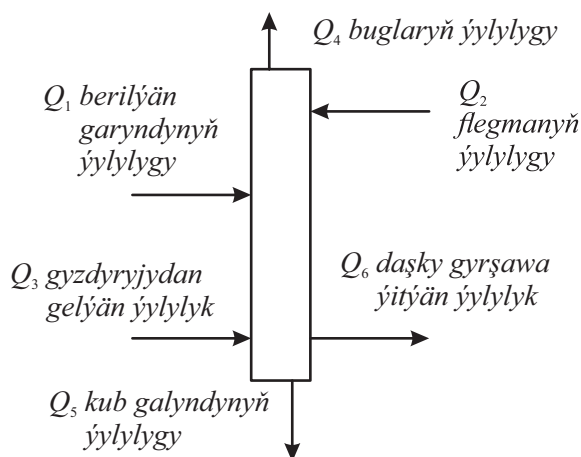 Q₄ buglaryň ýylylygy
Q₁ berilýän
garyndynyň
ýylylygy
Q₂
flegmanyň
ýylylygy
Q₃ gyzdyryjydan
gelýän ýylylyk
Q₆ daşky gyrşawa
ýitýän ýylylyk
Q₅ kub galyndynyň
ýylylygy